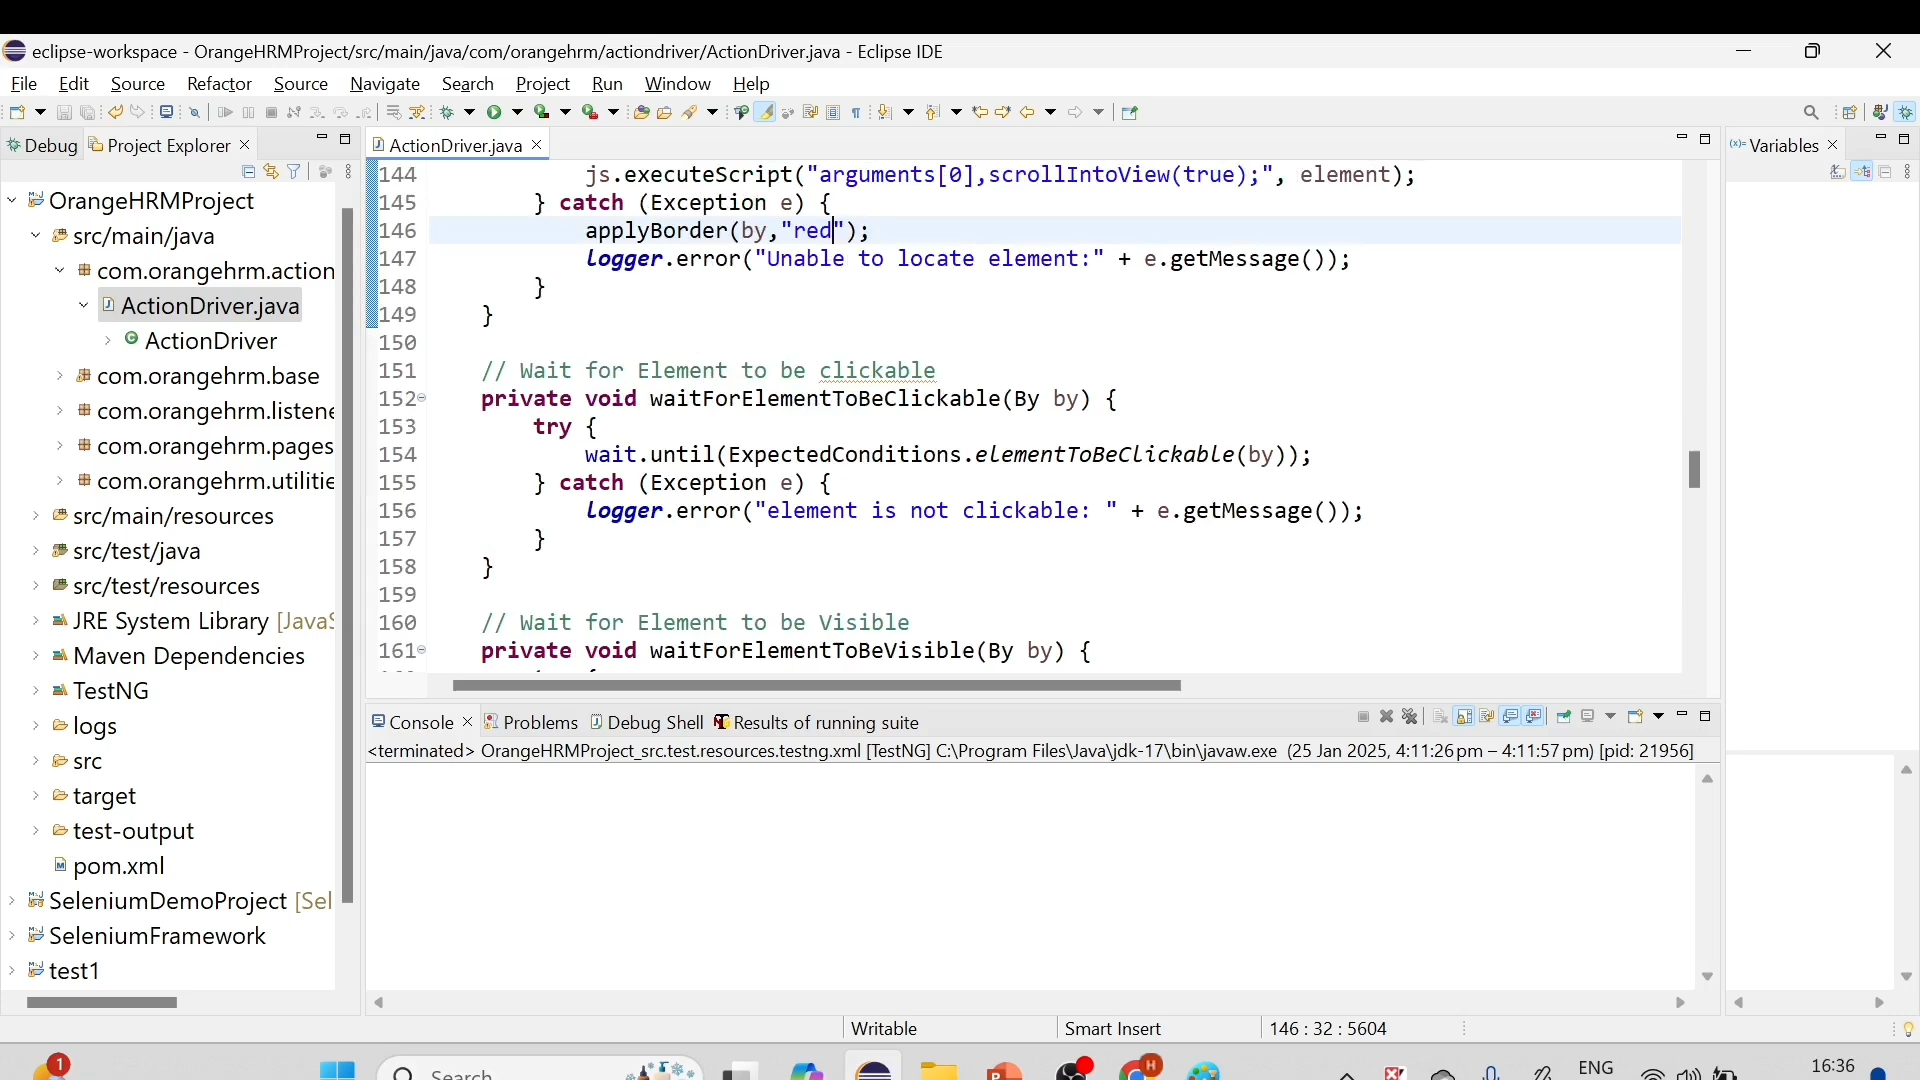 eclipse-workspace - OrangeHRMProject/src/main/java/com/orangehrm/actiondriver/ActionDriver.java - Eclipse IDE
File Edit Source Refactor Source Navigate Search Project Run Window Help
Debug Project Explorer
ActionDriver.java
(x)= Variables
OrangeHRMProject
src/main/java
com.orangehrm.action
ActionDriver.java
ActionDriver
com.orangehrm.base
com.orangehrm.listene
com.orangehrm.pages
com.orangehrm.utilitie
src/main/resources
src/test/java
src/test/resources
JRE System Library [JavaS
Maven Dependencies
TestNG
logs
src
target
test-output
pom.xml
SeleniumDemoProject [Sel
SeleniumFramework
test1
144 js.executeScript("arguments[0],scrollIntoView(true);", element);
145 } catch (Exception e) {
146 applyBorder(by,"red");
147 logger.error("Unable to locate element:" + e.getMessage());
148 }
149 }
150
151 // Wait for Element to be clickable
152 private void waitForElementToBeClickable(By by) {
153 try {
154 wait.until(ExpectedConditions.elementToBeClickable(by));
155 } catch (Exception e) {
156 logger.error("element is not clickable: " + e.getMessage());
157 }
158 }
159
160 // Wait for Element to be Visible
161 private void waitForElementToBeVisible(By by) {
Console Problems Debug Shell Results of running suite
<terminated> OrangeHRMProject_src.test.resources.testng.xml [TestNG] C:\Program Files\Java\jdk-17\bin\javaw.exe (25 Jan 2025, 4:11:26 pm – 4:11:57 pm) [pid: 21956]
Writable Smart Insert 146 : 32 : 5604
1 Search H ENG 16:36